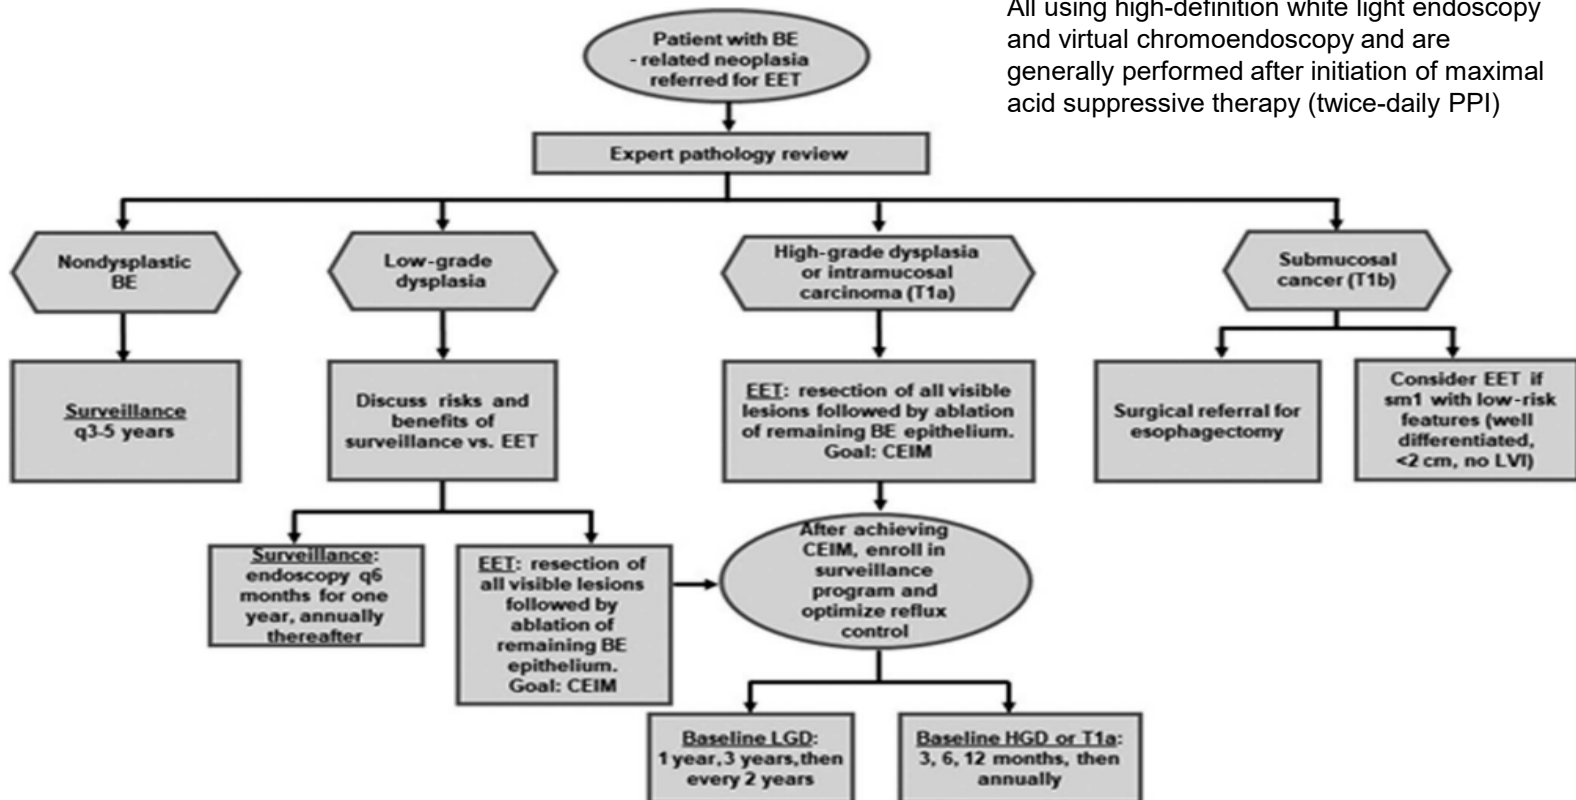 All using high-definition white light endoscopy
and virtual chromoendoscopy and are
generally performed after initiation of maximal
acid suppressive therapy (twice-daily PPI)
Patient with BE
- related neoplasia
referred for EET
Expert pathology review
Nondysplastic
BE
Low-grade
dysplasia
High-grade dysplasia
or intramucosal
carcinoma (T1a)
Submucosal
cancer (T1b)
Surveillance
q3-5 years
Discuss risks and
benefits of
surveillance vs. EET
EET: resection of all visible
lesions followed by ablation
of remaining BE epithelium.
Goal: CEIM
Surgical referral for
esophagectomy
Consider EET if
sm1 with low-risk
features (well
differentiated,
<2 cm, no LVI)
Surveillance:
endoscopy q6
months for one
year, annually
thereafter
EET: resection of
all visible lesions
followed by
ablation of
remaining BE
epithelium.
Goal: CEIM
After achieving
CEIM, enroll in
surveillance
program and
optimize reflux
control
Baseline LGD:
1 year, 3 years, then
every 2 years
Baseline HGD or T1a:
3, 6, 12 months, then
annually